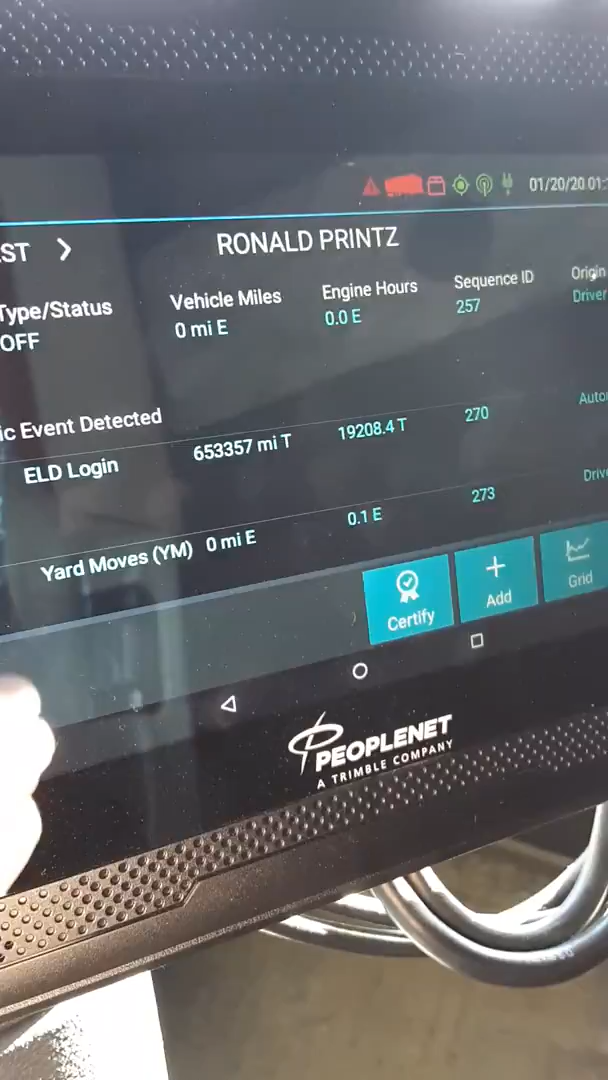 01/20/20 01:
ST > RONALD PRINTZ
Type/Status Vehicle Miles Engine Hours Sequence ID Origin
OFF 0 mi E 0.0 E 257 Driver
ic Event Detected
ELD Login 653357 mi T 19208.4 T 270 Auto
Yard Moves (YM) 0 mi E 0.1 E 273 Drive
Certify Add Grid
PEOPLENET
A TRIMBLE COMPANY